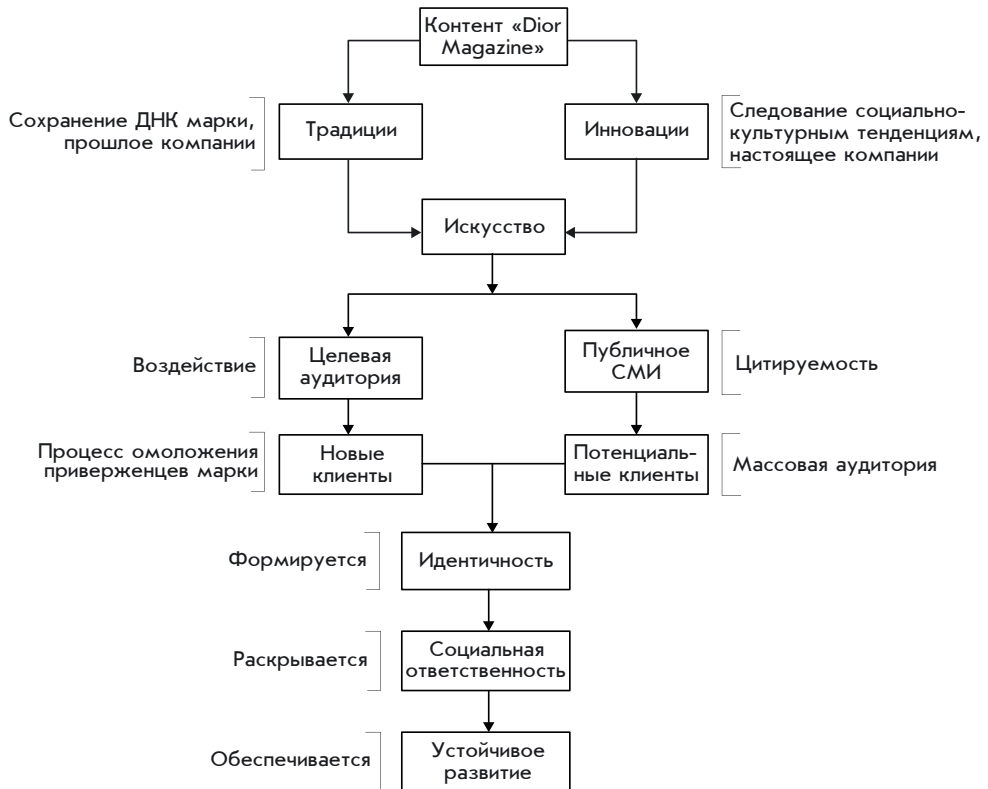 Контент «Dior
Magazine»
Сохранение ДНК марки,
прошлое компании
Традиции
Инновации
Следование социально-
культурным тенденциям,
настоящее компании
Искусство
Воздействие
Целевая
аудитория
Публичное
СМИ
Цитируемость
Процесс омоложения
приверженцев марки
Новые
клиенты
Потенциаль-
ные клиенты
Массовая аудитория
Формируется
Идентичность
Раскрывается
Социальная
ответственность
Обеспечивается
Устойчивое
развитие